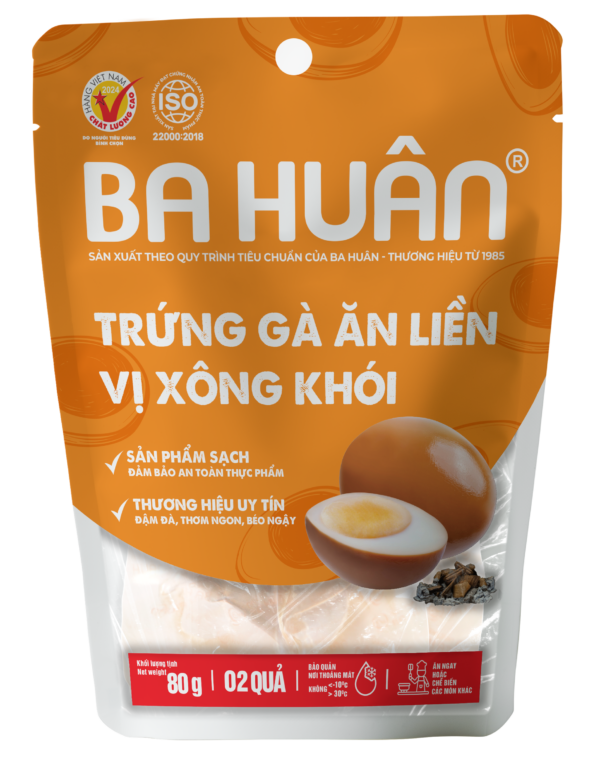 HÀNG VIỆT NAM
2024
CHẤT LƯỢNG CAO
DO NGƯỜI TIÊU DÙNG
BÌNH CHỌN
ISO
22000:2018
BA HUÂN®
SẢN XUẤT THEO QUY TRÌNH TIÊU CHUẨN CỦA BA HUÂN - THƯƠNG HIỆU TỪ 1985
TRỨNG GÀ ĂN LIỀN
VỊ XÔNG KHÓI
SẢN PHẨM SẠCH
ĐẢM BẢO AN TOÀN THỰC PHẨM
THƯƠNG HIỆU UY TÍN
ĐẬM ĐÀ, THƠM NGON, BÉO NGẬY
Khối lượng tịnh
Net weight
80g
02 QUẢ
BẢO QUẢN
NƠI THOÁNG MÁT
KHÔNG <-10°c
> 30°c
ĂN NGAY
HOẶC
CHẾ BIẾN
CÁC MÓN KHÁC